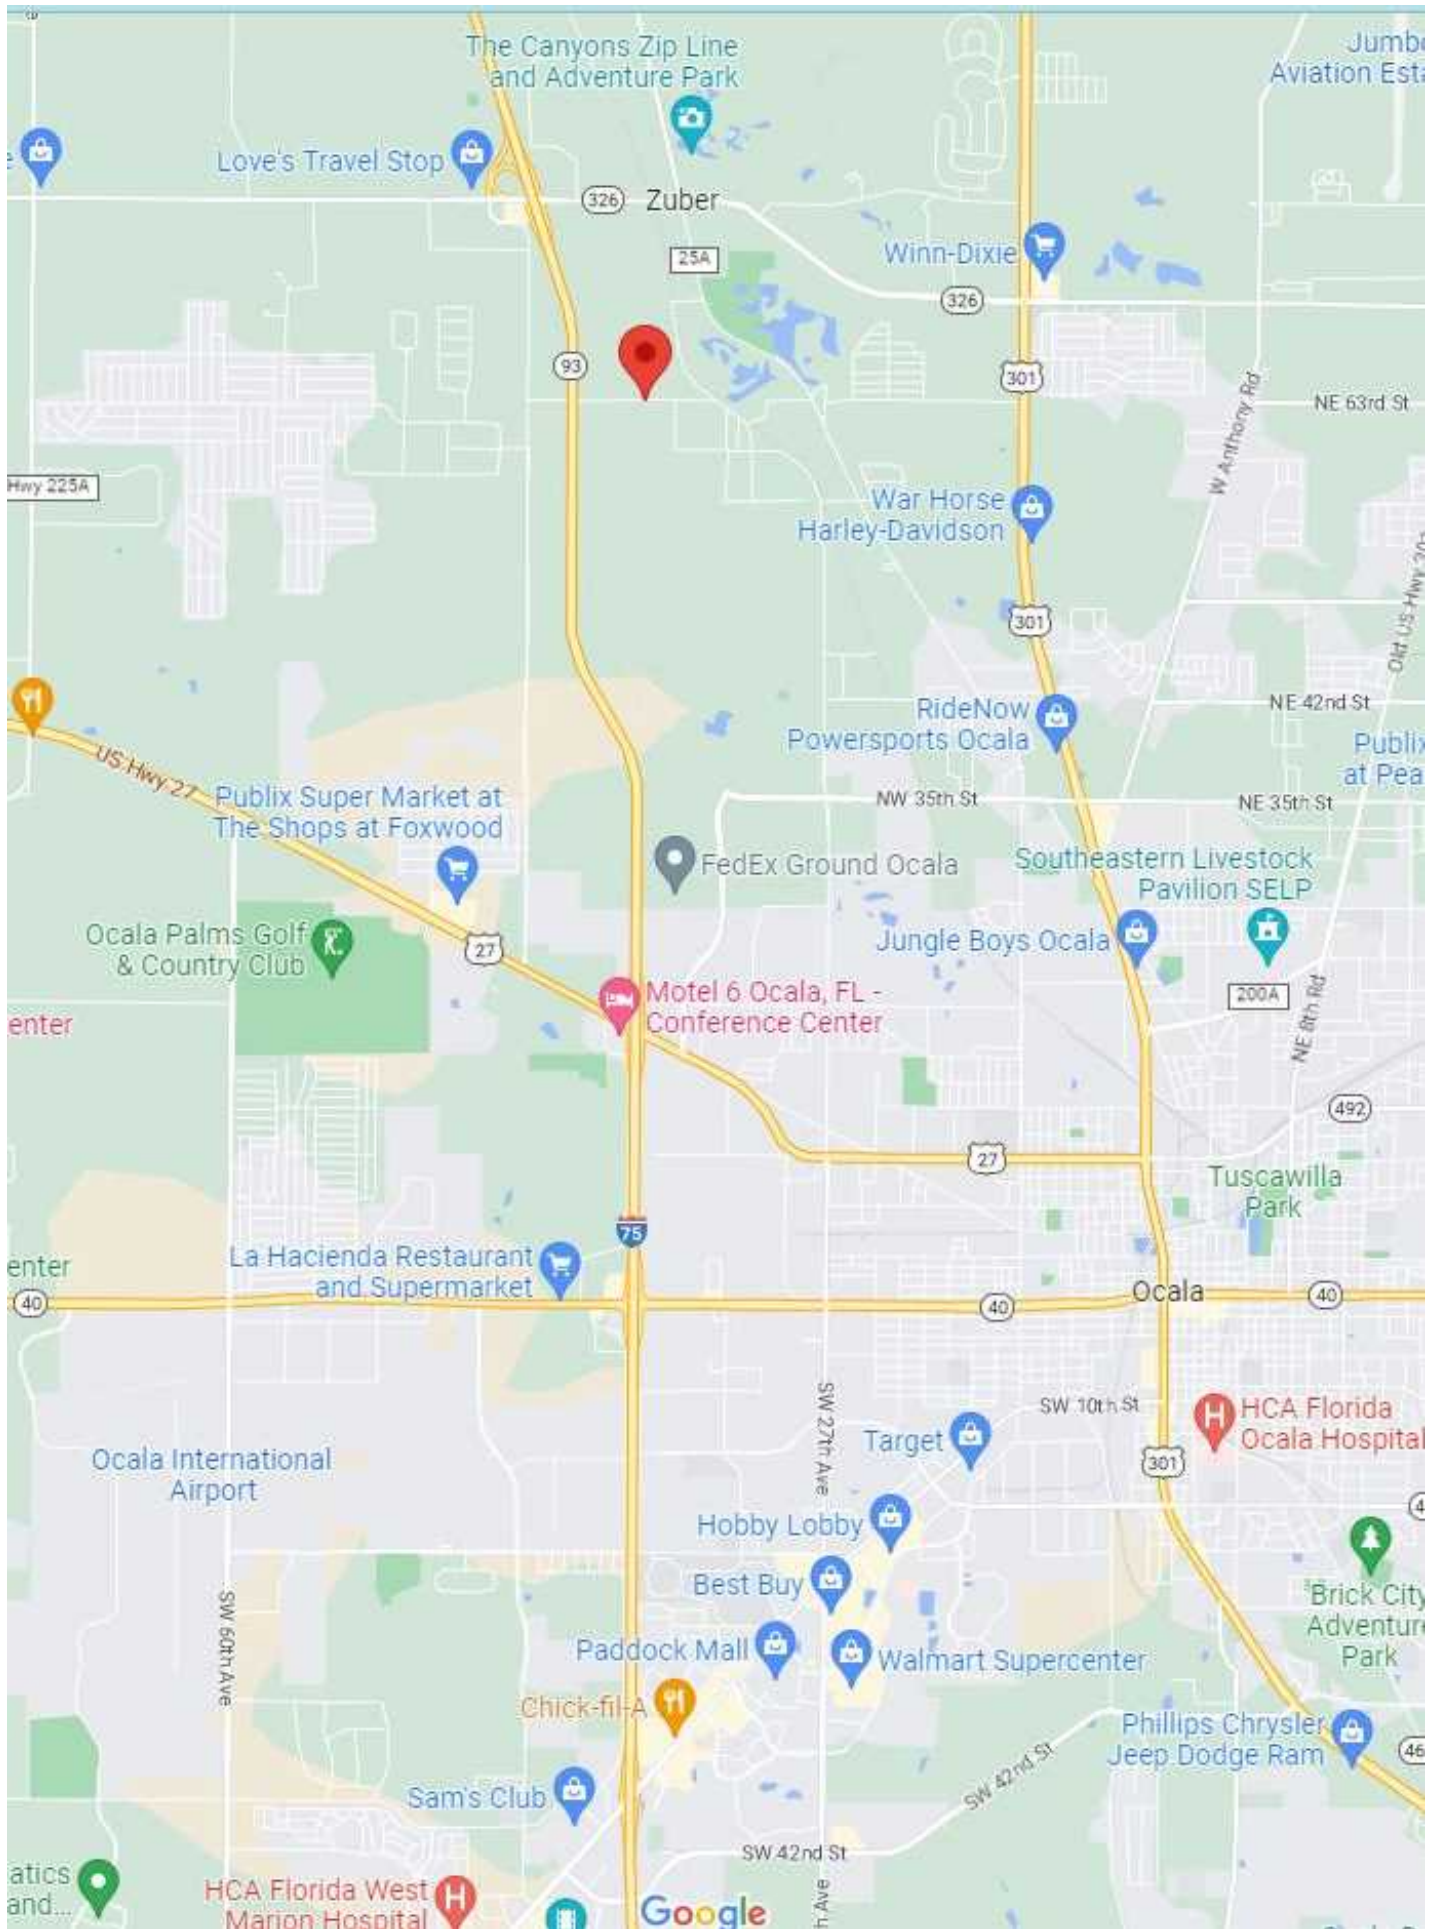 The Canyons Zip Line
and Adventure Park
Aviation
Love's Travel Stop
326
Zuber
25A
Winn-Dixie
326
93
301
NE 63rd St
W Anthony Rd
Hwy 225A
War Horse
Harley-Davidson
301
Old US Hwy
NE 42nd St
RideNow
Powersports Ocala
US Hwy 27
Publix
at
Publix Super Market at
The Shops at Foxwood
NW 35th St
NE 35th St
FedEx Ground Ocala
Southeastern Livestock
Pavilion SELP
Ocala Palms Golf
& Country Club
27
Jungle Boys Ocala
200A
Motel 6 Ocala, FL -
Conference Center
enter
NE 8th Rd
492
27
Tuscawilla
Park
75
La Hacienda Restaurant
and Supermarket
enter
40
Ocala
40
40
SW 27th Ave
SW 10th St
HCA Florida
Ocala Hospital
Target
301
Ocala International
Airport
Hobby Lobby
Best Buy
Brick City
Adventure
Park
SW 60th Ave
Paddock Mall
Walmart Supercenter
Chick-fil-A
Phillips Chrysler
Jeep Dodge Ram
46
SW 42nd St
Sam's Club
SW 42nd St
atics
and...
HCA Florida West
Marion Hospital
Google
h Ave